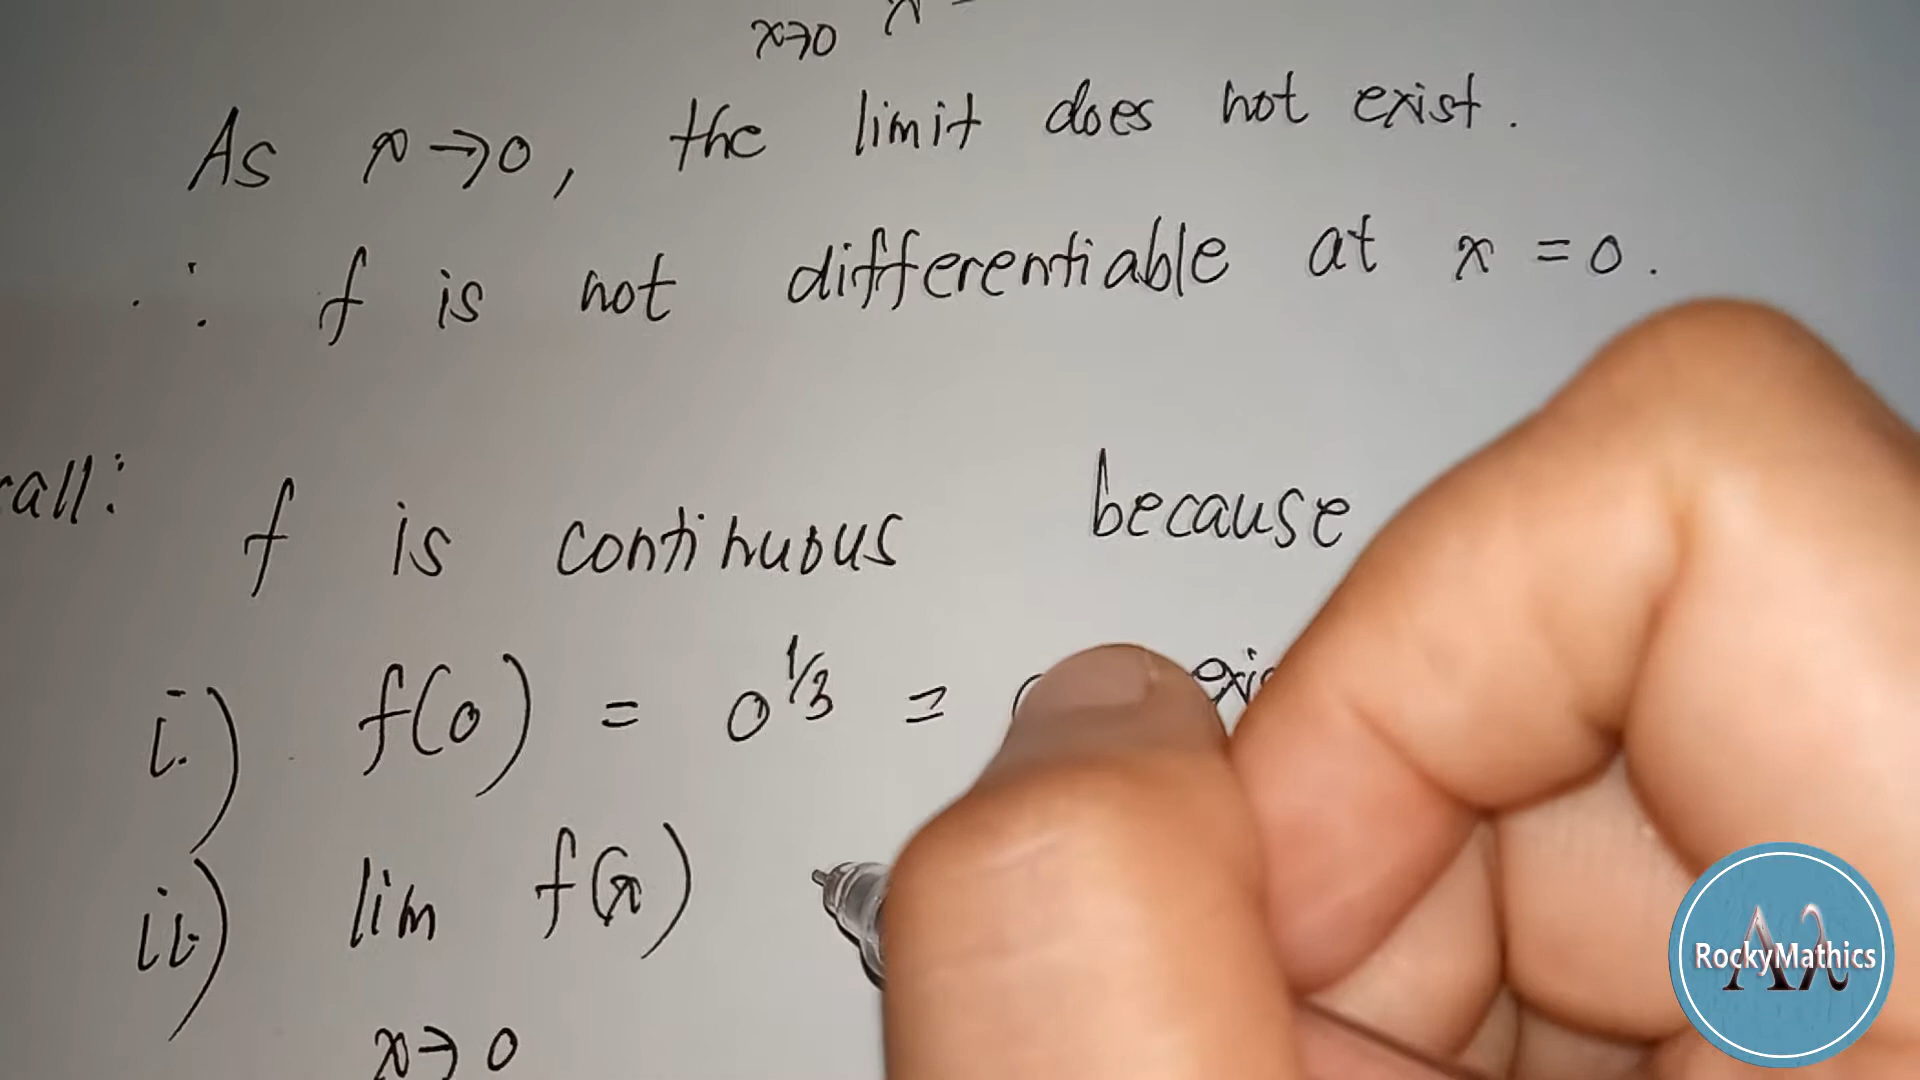 x→0
As x→0, the limit does not exist.
∴ f is not differentiable at x = 0.
f is continuous because
i.) f(0) = 0^1/3 =
ii.) lim f(x)
x→0
RockyMathics